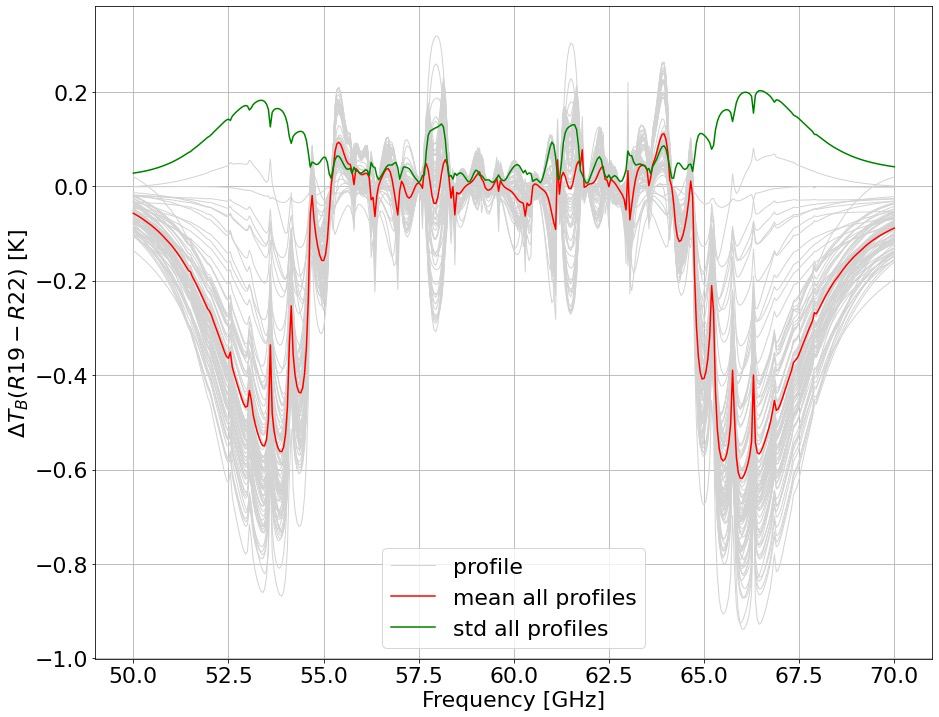 ΔT_B(R19 − R22) [K]
0.2
0.0
−0.2
−0.4
−0.6
−0.8
−1.0
profile
mean all profiles
std all profiles
50.0 52.5 55.0 57.5 60.0 62.5 65.0 67.5 70.0
Frequency [GHz]